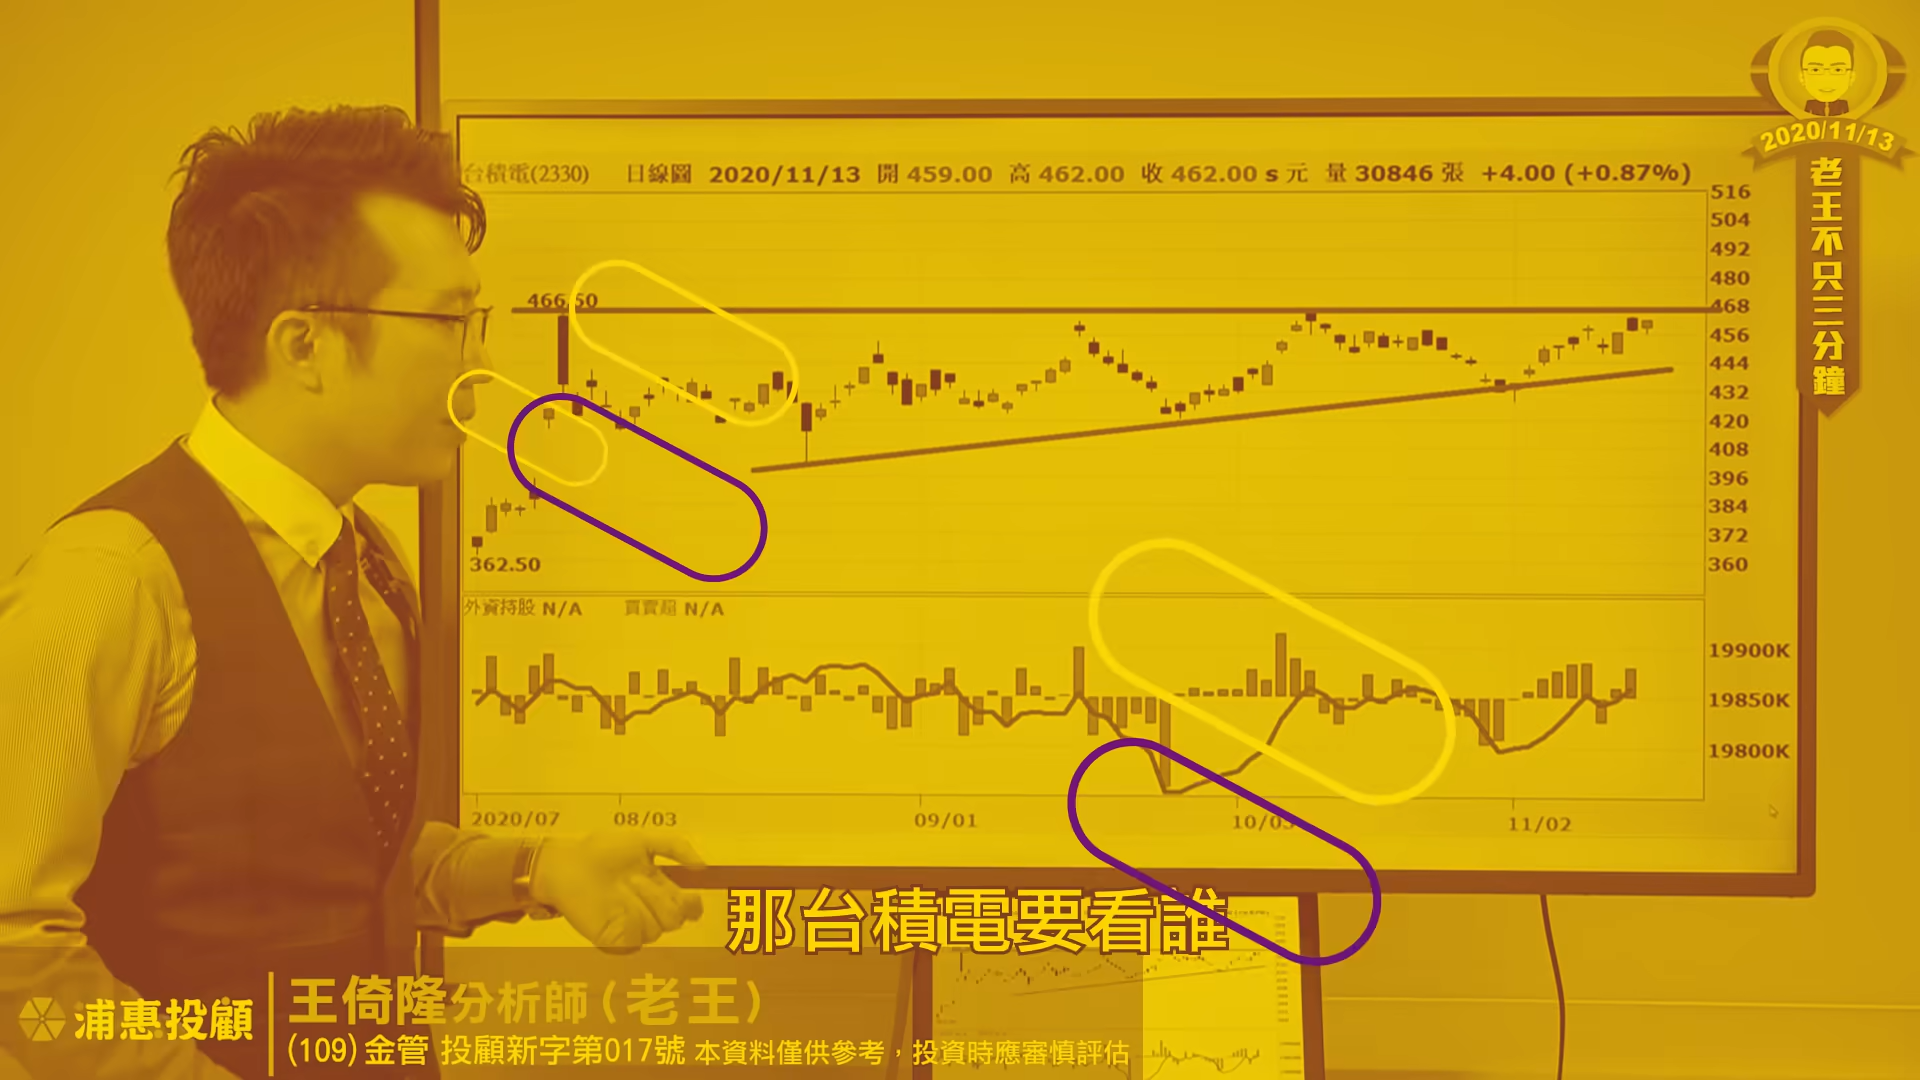 2020/11/13
老王不只三分鐘
台積電(2330) 日線圖 2020/11/13 開 459.00 高 462.00 收 462.00 s 元 量 30846 張 +4.00 (+0.87%)
516
504
492
480
468
456
444
432
420
408
396
384
372
360
466.50
362.50
外資持股 N/A 買賣超 N/A
19900K
19850K
19800K
2020/07 08/03 09/01 10/05 11/02
那台積電要看誰
浦惠投顧
王倚隆分析師(老王)
(109) 金管 投顧新字第017號 本資料僅供參考，投資時應審慎評估